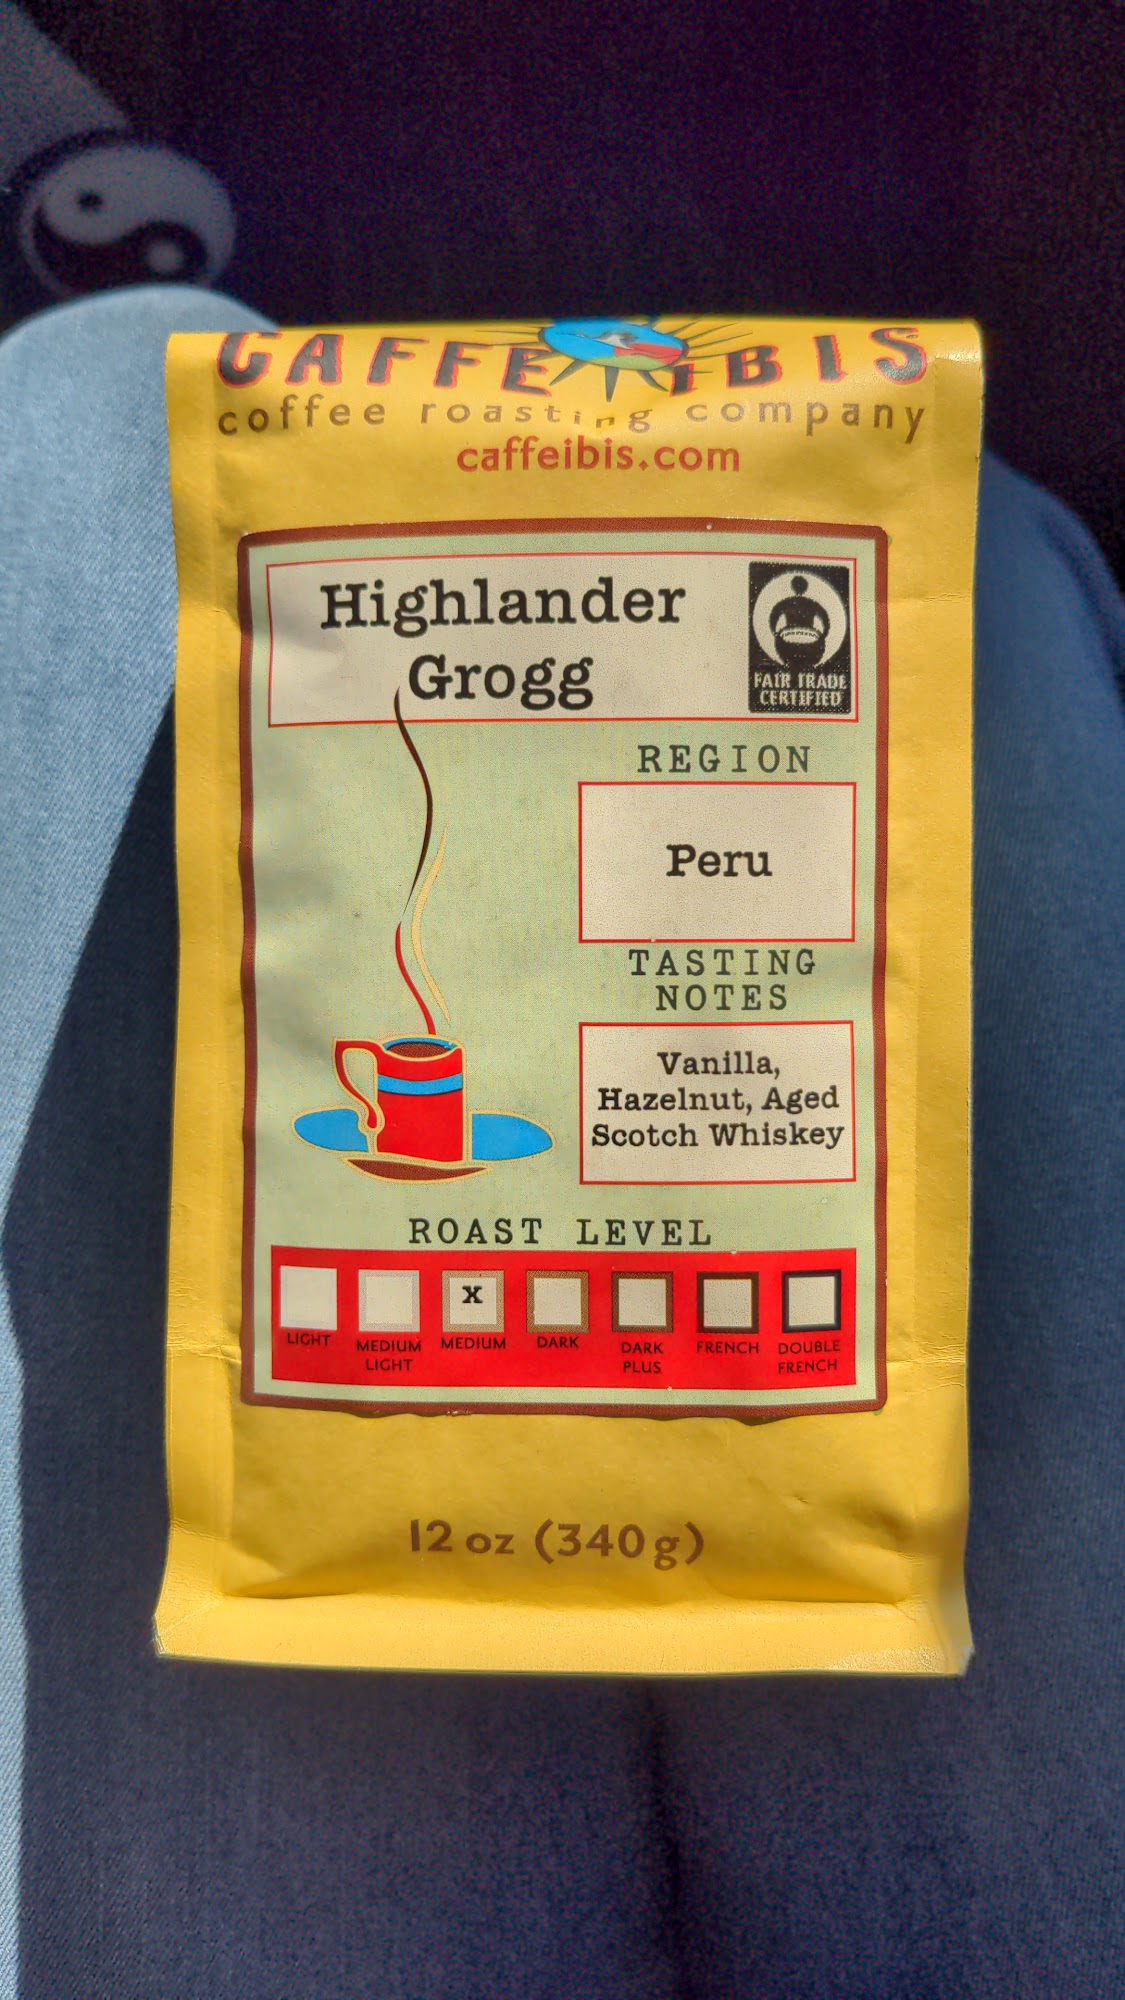 CAFFE IBIS
coffee roasting company
caffeibis.com
Highlander
Grogg
FAIR TRADE
CERTIFIED
REGION
Peru
TASTING
NOTES
Vanilla,
Hazelnut, Aged
Scotch Whiskey
ROAST LEVEL
X
LIGHT
MEDIUM
LIGHT
MEDIUM
DARK
DARK
PLUS
FRENCH
DOUBLE
FRENCH
12 oz (340g)